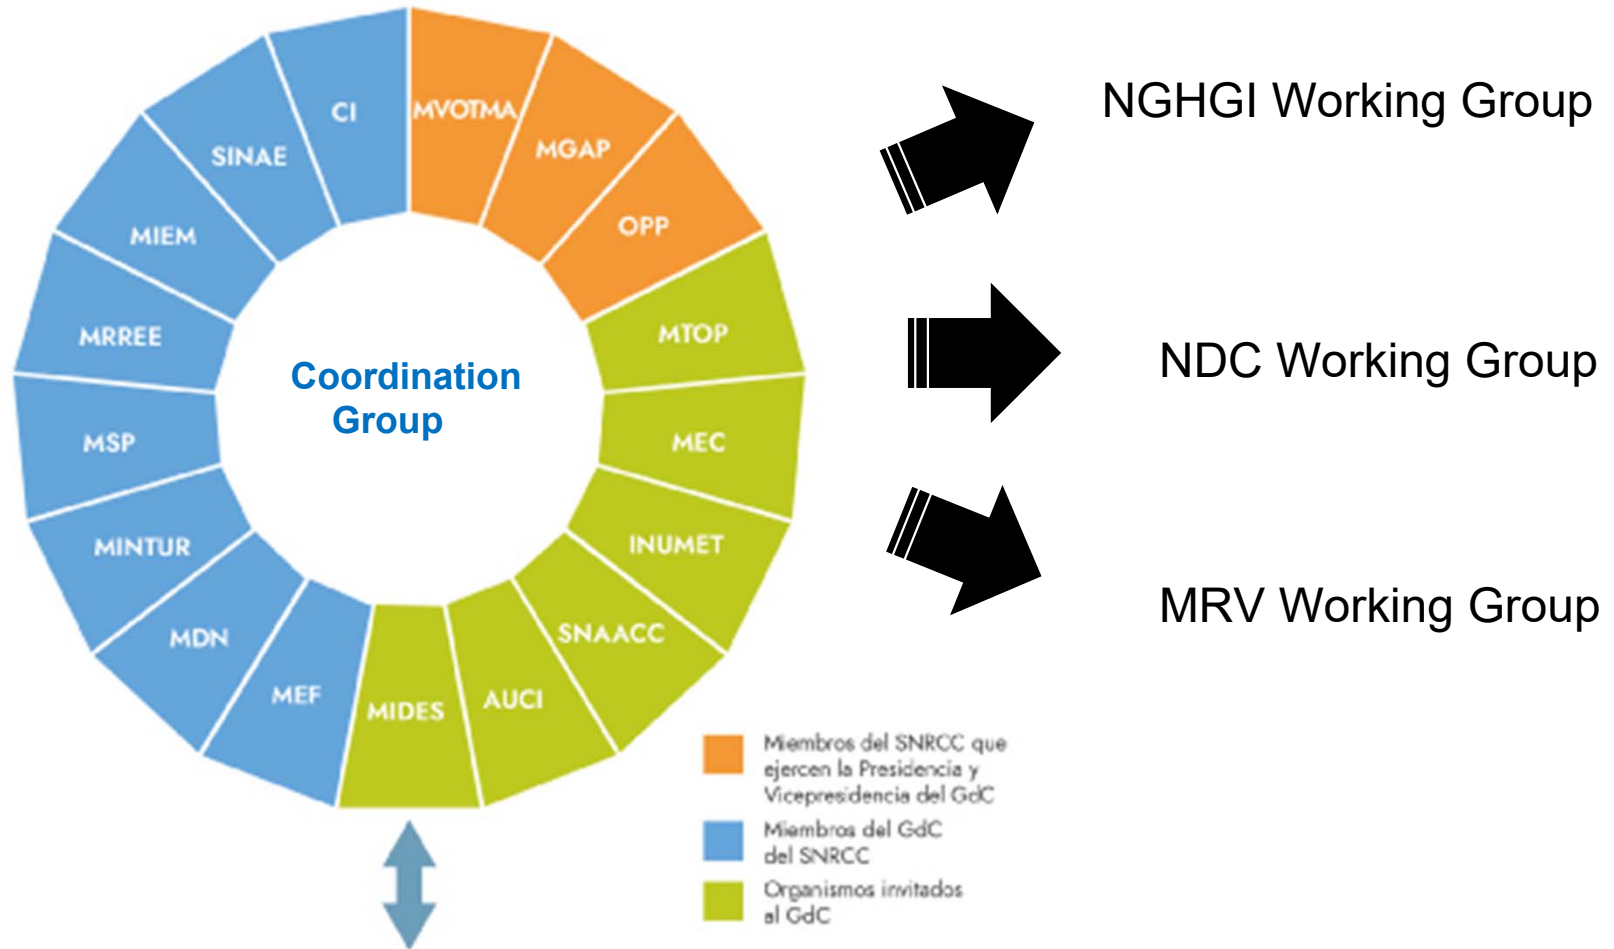 CI
MVOTMA
MGAP
OPP
MTOP
MEC
INUMET
SNAACC
AUCI
MIDES
MEF
MDN
MINTUR
MSP
MRREE
MIEM
SINAE
Coordination
Group
NGHGI Working Group
NDC Working Group
MRV Working Group
Miembros del SNRCC que
ejercen la Presidencia y
Vicepresidencia del GdC
Miembros del GdC
del SNRCC
Organismos invitados
al GdC